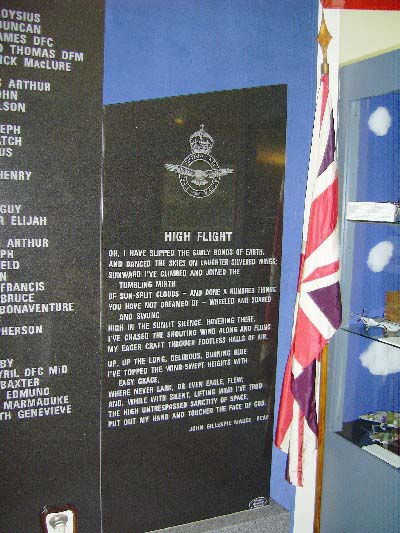 OYSIUS
DUNCAN
AMES DFC
D THOMAS DFM
ICK MacLURE
S ARTHUR
OHN
LSON
EPH
ATCH
US
HENRY
GUY
R ELIJAH
ARTHUR
PH
ELD
N
FRANCIS
BRUCE
BONAVENTURE
PHERSON
BY
YRIL DFC MiD
BAXTER
EDMUND
MARMADUKE
TH GENEVIEVE
HIGH FLIGHT
OH, I HAVE SLIPPED THE SURLY BONDS OF EARTH,
AND DANCED THE SKIES ON LAUGHTER SILVERED WINGS;
SUNWARD I'VE CLIMBED AND JOINED THE
TUMBLING MIRTH
OF SUN-SPLIT CLOUDS - AND DONE A HUNDRED THINGS
YOU HAVE NOT DREAMED OF - WHEELED AND SOARED
AND SWUNG
HIGH IN THE SUNLIT SILENCE. HOVERING THERE,
I'VE CHASED THE SHOUTING WIND ALONG AND FLUNG
MY EAGER CRAFT THROUGH FOOTLESS HALLS OF AIR.
UP, UP THE LONG, DELIRIOUS, BURNING BLUE
I'VE TOPPED THE WIND-SWEPT HEIGHTS WITH
EASY GRACE,
WHERE NEVER LARK, OR EVEN EAGLE, FLEW;
AND, WHILE WITH SILENT, LIFTING MIND I'VE TROD
THE HIGH UNTRESPASSED SANCTITY OF SPACE,
PUT OUT MY HAND AND TOUCHED THE FACE OF GOD.
JOHN GILLESPIE MAGEE RCAF